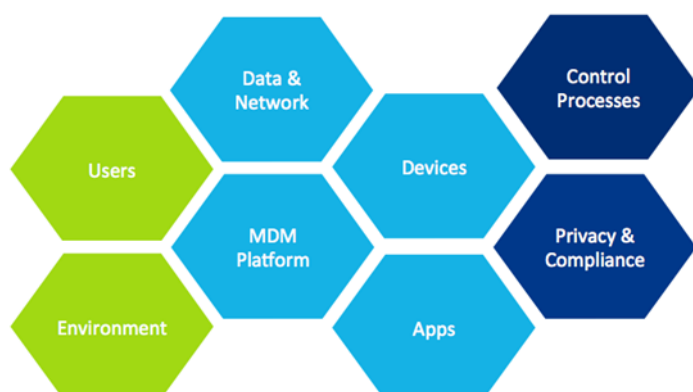 Data &
Network
Control
Processes
Users
Devices
MDM
Platform
Privacy &
Compliance
Environment
Apps